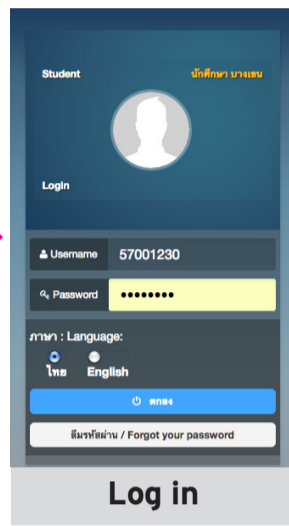 Student นักศึกษา บางเขน
Login
Username 57001230
Password ••••••••
ภาษา : Language:
ไทย English
ตกลง
ลืมรหัสผ่าน / Forgot your password
Log in